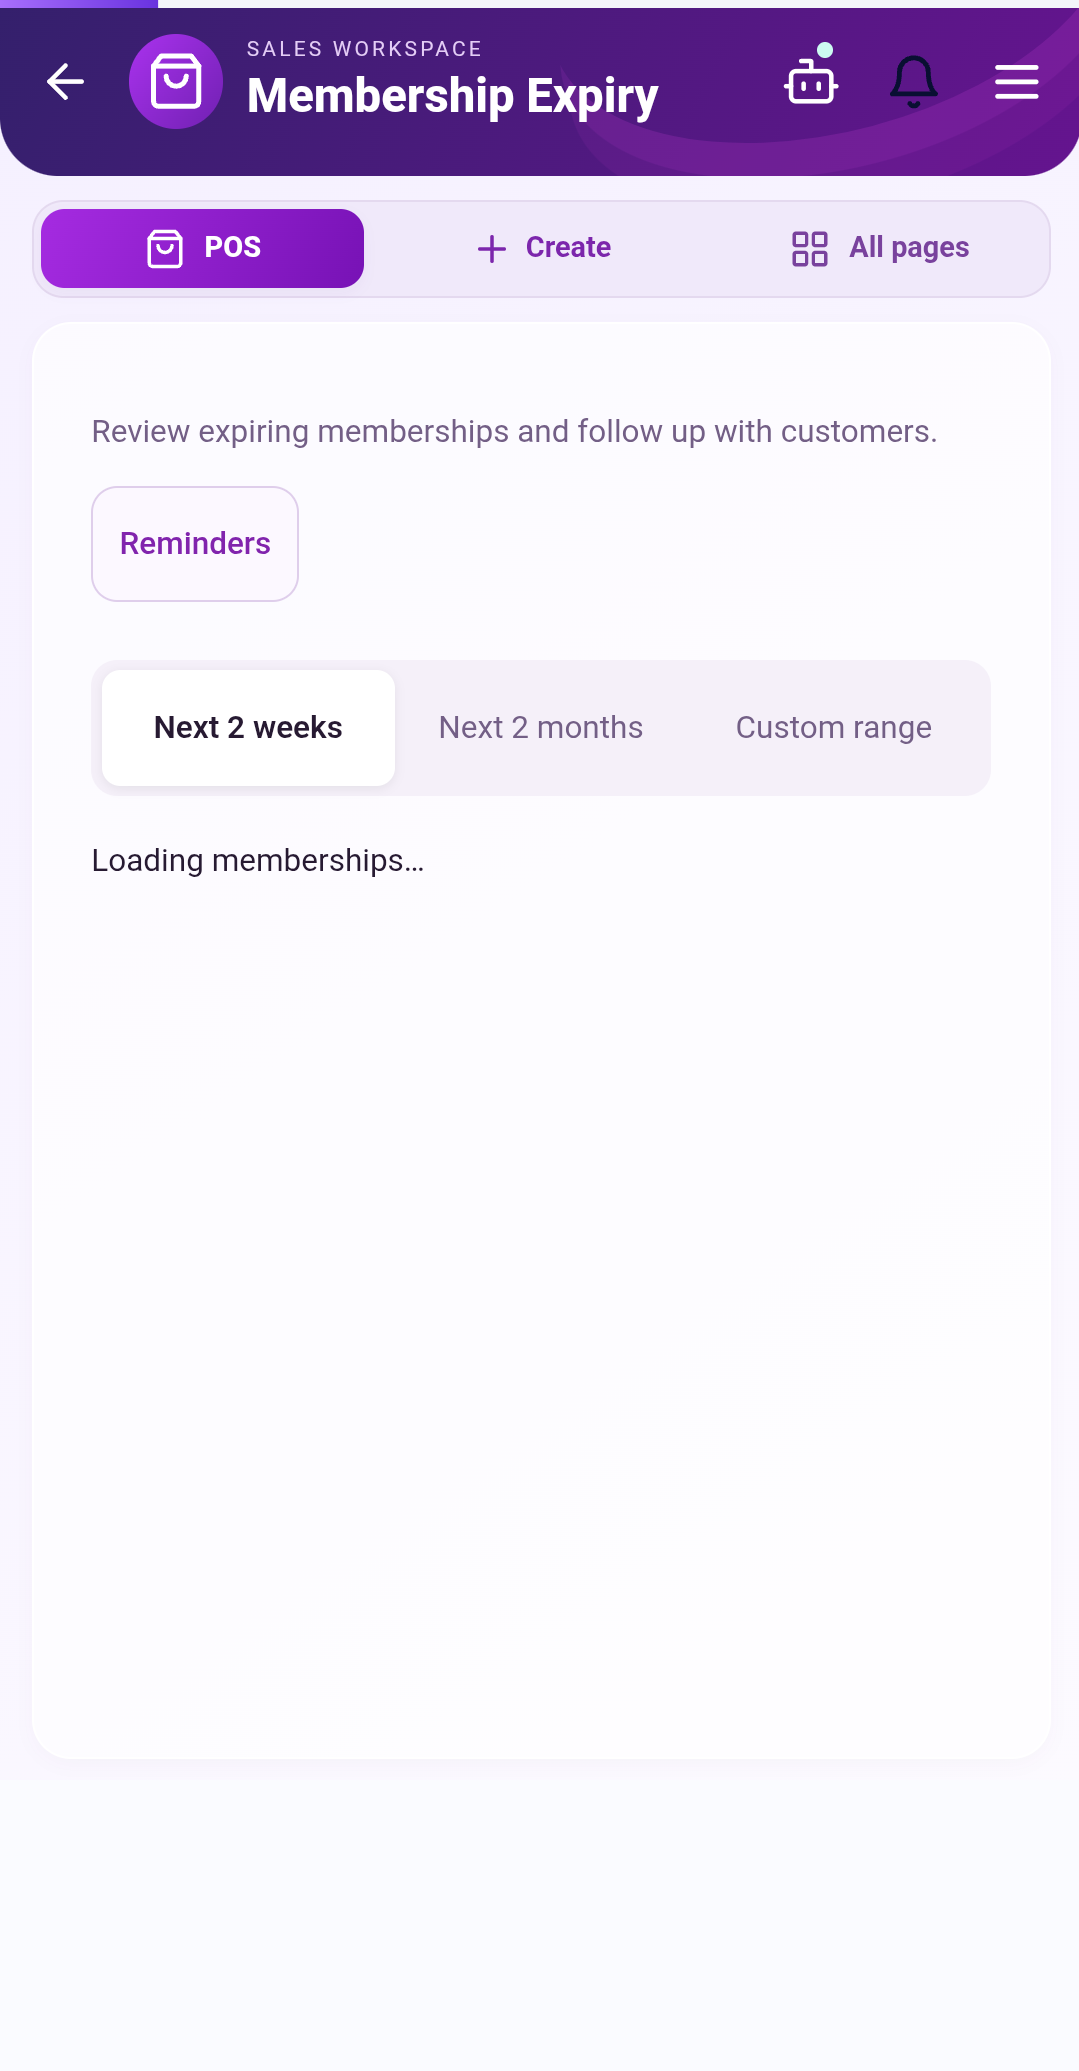 SALES WORKSPACE
Membership Expiry
POS
Create
All pages
Review expiring memberships and follow up with customers.
Reminders
Next 2 weeks
Next 2 months
Custom range
Loading memberships…